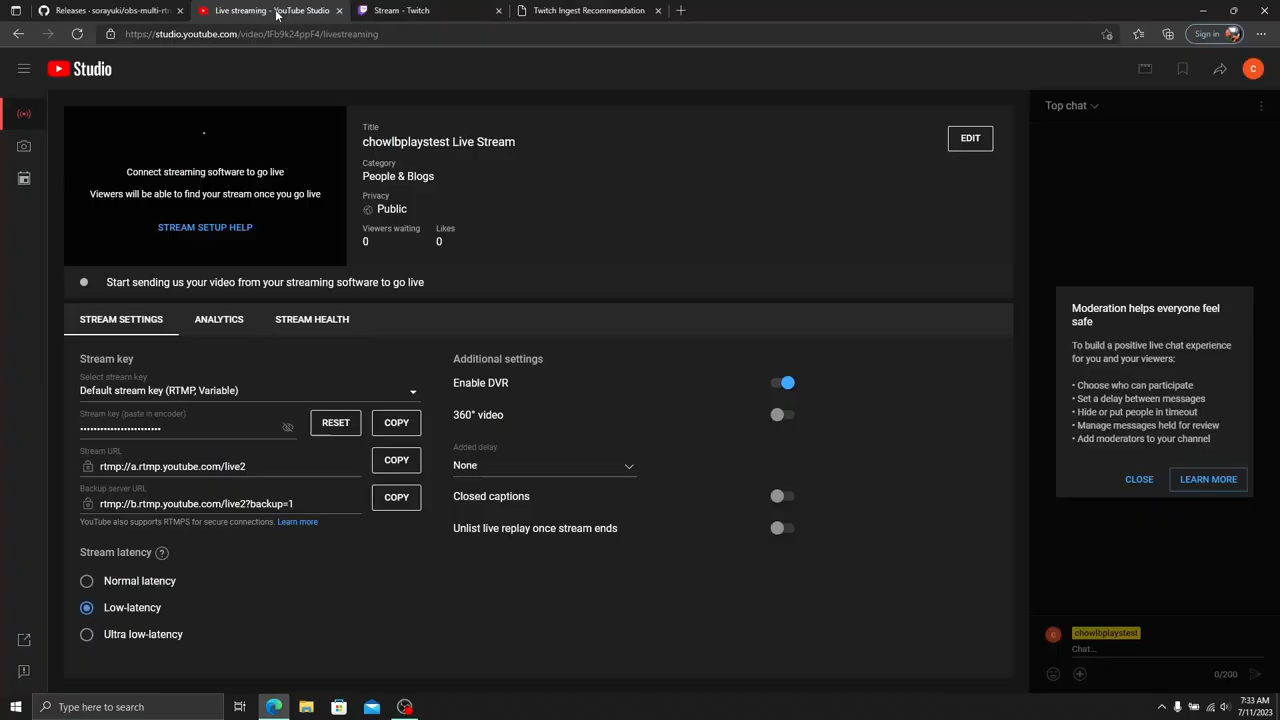 Releases - sorayuki/obs-multi-rtm
Live streaming - YouTube Studio
Stream - Twitch
Twitch Ingest Recommendation
https://studio.youtube.com/video/lFb9k24ppF4/livestreaming
Sign in
Studio
C
Connect streaming software to go live
Viewers will be able to find your stream once you go live
STREAM SETUP HELP
Title
chowlbplaystest Live Stream
EDIT
Category
People & Blogs
Privacy
Public
Viewers waiting
Likes
0
0
Start sending us your video from your streaming software to go live
STREAM SETTINGS
ANALYTICS
STREAM HEALTH
Stream key
Select stream key
Default stream key (RTMP, Variable)
Stream key (paste in encoder)
••••••••••••••••••••••••
RESET
COPY
Stream URL
rtmp://a.rtmp.youtube.com/live2
COPY
Backup server URL
rtmp://b.rtmp.youtube.com/live2?backup=1
COPY
YouTube also supports RTMPS for secure connections. Learn more
Stream latency ?
Normal latency
Low-latency
Ultra low-latency
Additional settings
Enable DVR
360° video
Added delay
None
Closed captions
Unlist live replay once stream ends
Top chat
Moderation helps everyone feel
safe
To build a positive live chat experience
for you and your viewers:
• Choose who can participate
• Set a delay between messages
• Hide or put people in timeout
• Manage messages held for review
• Add moderators to your channel
CLOSE
LEARN MORE
C
chowlbplaystest
Chat...
0/200
Type here to search
7:33 AM
7/11/2023